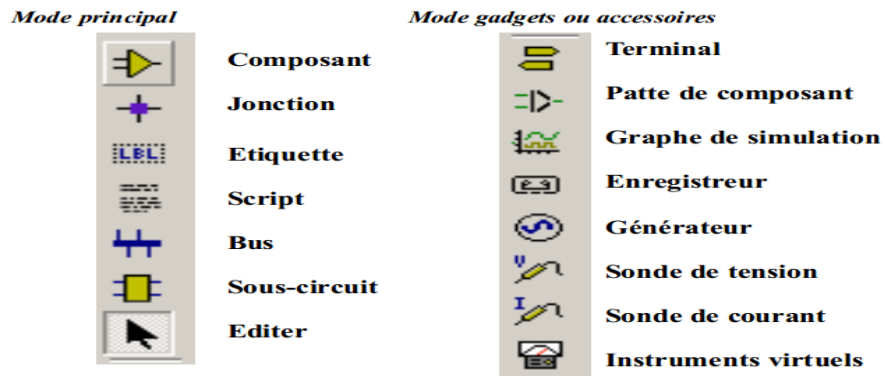 Mode principal
Composant
Jonction
LBL
Etiquette
Script
Bus
Sous-circuit
Editer
Mode gadgets ou accessoires
Terminal
Patte de composant
Graphe de simulation
Enregistreur
Générateur
V
Sonde de tension
I
Sonde de courant
Instruments virtuels